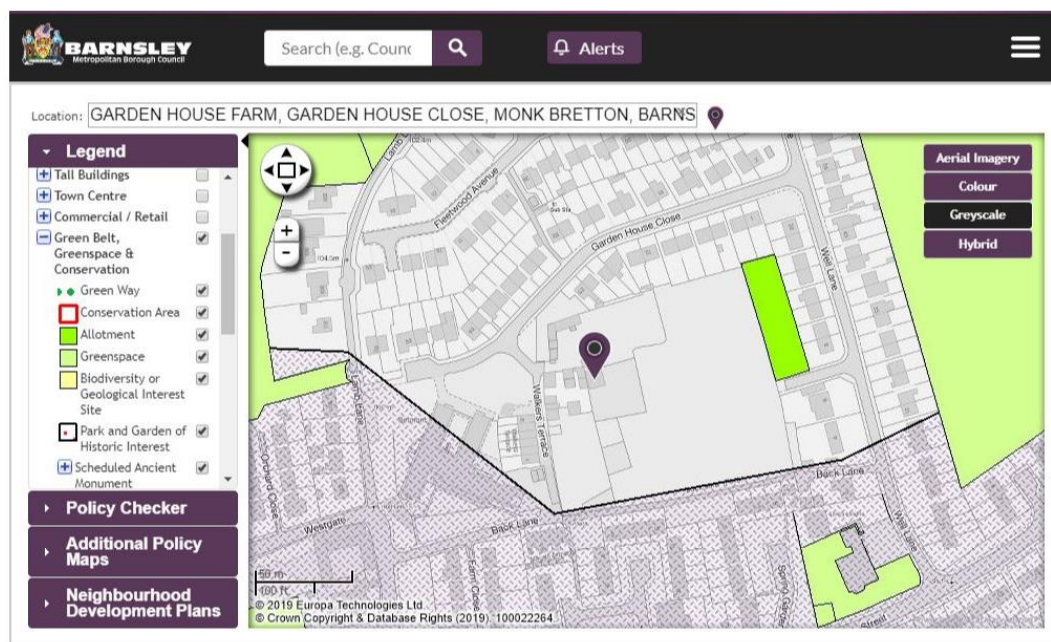 BARNSLEY
Metropolitan Borough Council
Search (e.g. Counc
Alerts
Location: GARDEN HOUSE FARM, GARDEN HOUSE CLOSE, MONK BRETTON, BARNS
Legend
Tall Buildings
Town Centre
Commercial / Retail
Green Belt,
Greenspace &
Conservation
Green Way
Conservation Area
Allotment
Greenspace
Biodiversity or
Geological Interest
Site
Park and Garden of
Historic Interest
Scheduled Ancient
Monument
Policy Checker
Additional Policy
Maps
Neighbourhood
Development Plans
Aerial Imagery
Colour
Greyscale
Hybrid
Fleetwood Avenue
Sub Sta
Garden House Close
Well Lane
104.5m
Lamb Lane
Walkers Terrace
Orchard Close
Westgate
Back Lane
Back Lane
Farm Close
Well Lane
Street
50 m
100 ft
© 2019 Europa Technologies Ltd.
© Crown Copyright & Database Rights (2019). 100022264.